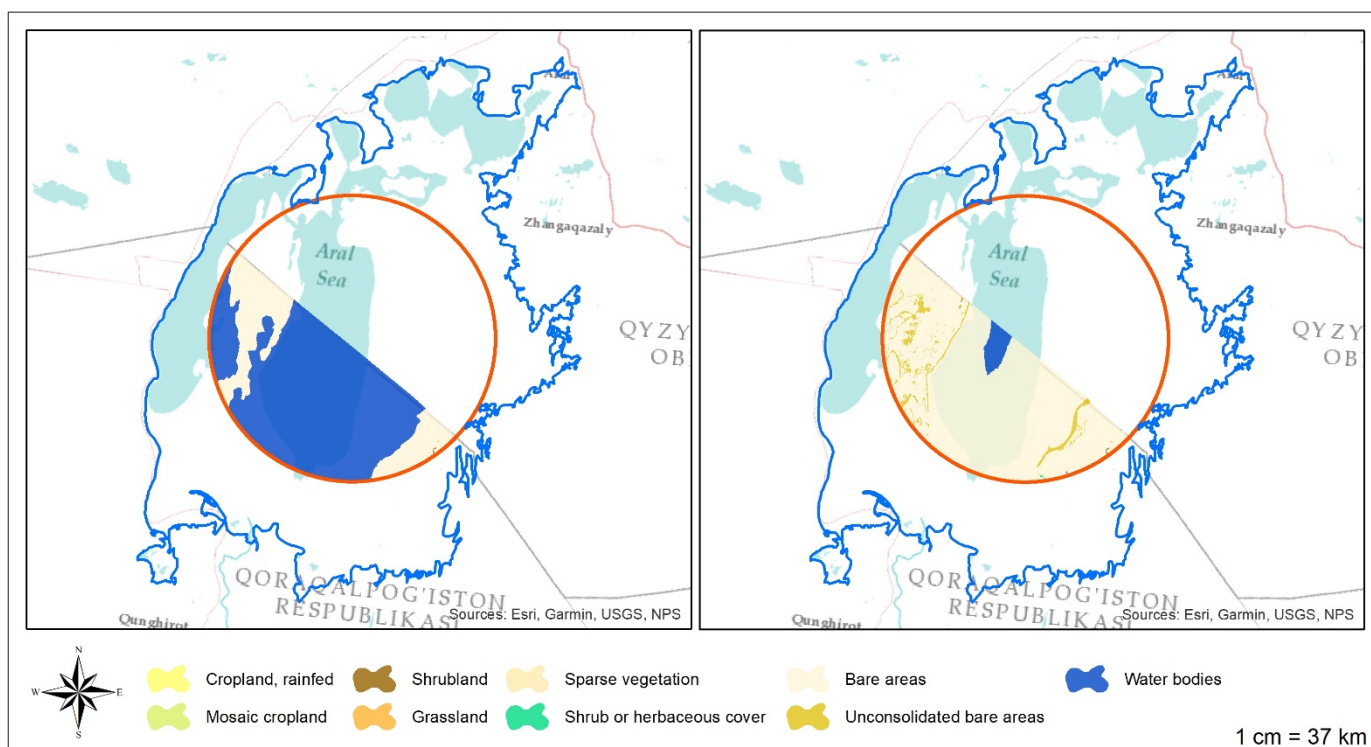 Aral
Aral
Sea
Zhangaqazaly
QYZY
OB
QORAQALPOG'ISTON
RESPUBLIKASI
Qunghirot
Sources: Esri, Garmin, USGS, NPS
Aral
Aral
Sea
Zhangaqazaly
QYZY
OB
QORAQALPOG'ISTON
RESPUBLIKASI
Qunghirot
Sources: Esri, Garmin, USGS, NPS
N
W E
S
Cropland, rainfed
Shrubland
Sparse vegetation
Bare areas
Water bodies
Mosaic cropland
Grassland
Shrub or herbaceous cover
Unconsolidated bare areas
1 cm = 37 km